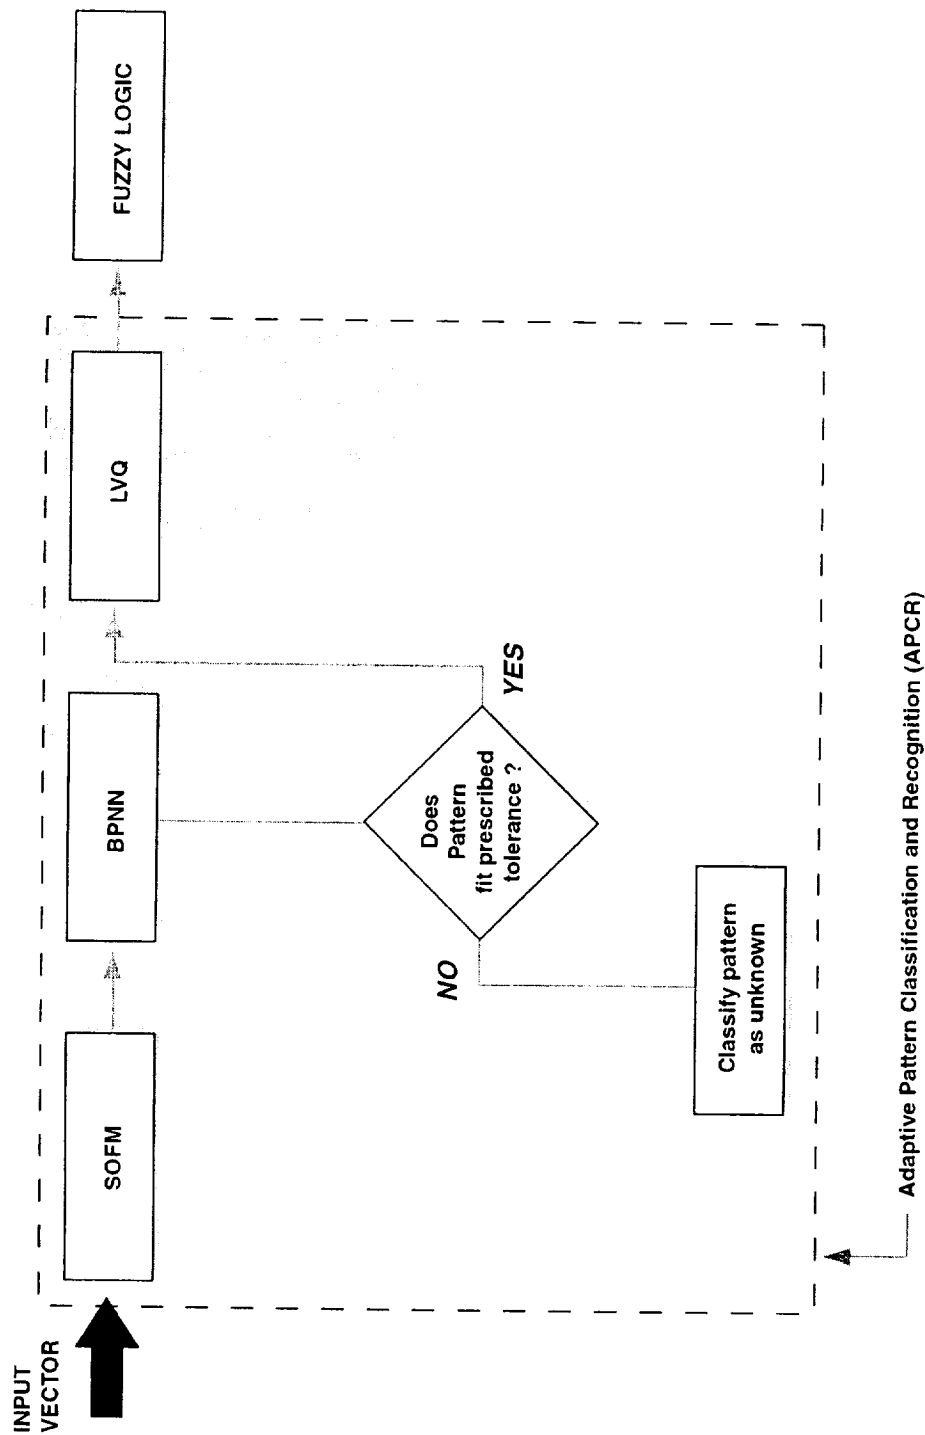 INPUT
VECTOR
SOFM
BPNN
LVQ
FUZZY LOGIC
Does
Pattern
fit prescribed
tolerance ?
NO
YES
Classify pattern
as unknown
Adaptive Pattern Classification and Recognition (APCR)